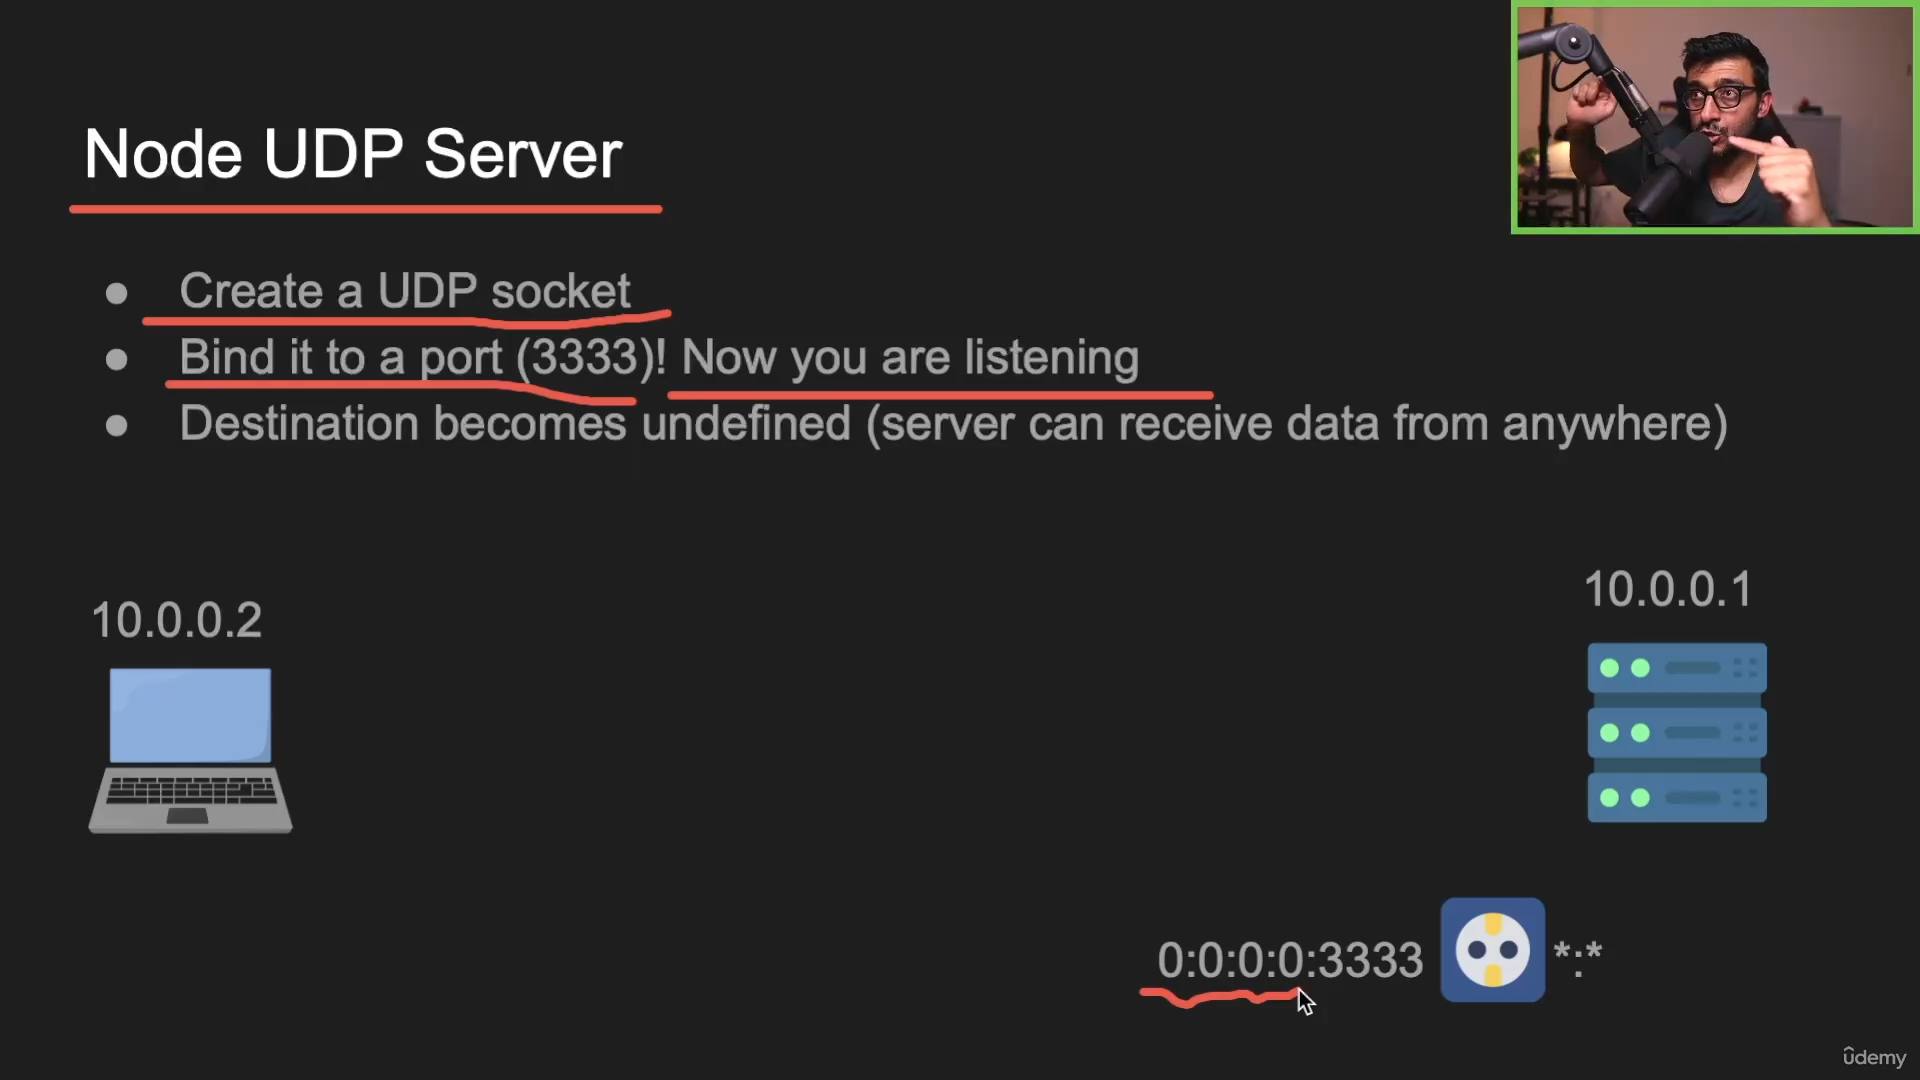 Node UDP Server
● Create a UDP socket
● Bind it to a port (3333)! Now you are listening
● Destination becomes undefined (server can receive data from anywhere)
10.0.0.2
10.0.0.1
0:0:0:0:3333
*:*
ûdemy